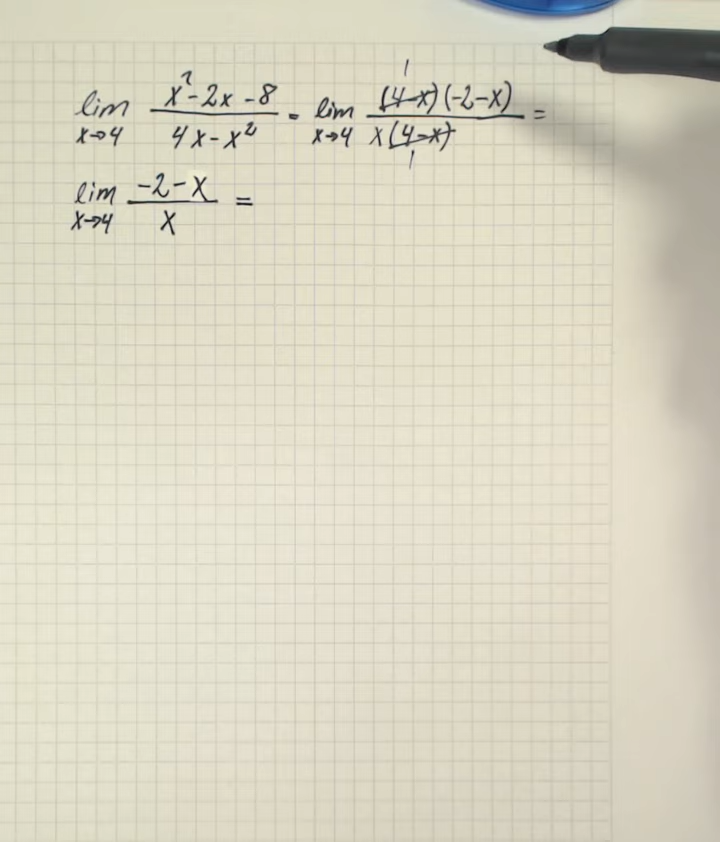 lim x→4 (x² - 2x - 8)/(4x - x²) = lim x→4 ((4-x)(-2-x))/(x(4-x)) =
lim x→4 (-2-x)/x =